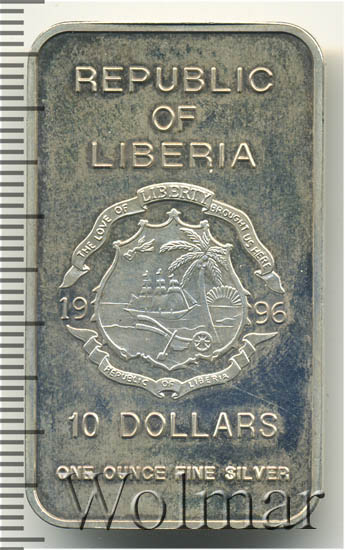 REPUBLIC
OF
LIBERIA
THE LOVE OF LIBERTY BROUGHT US HERE
19 96
REPUBLIC OF LIBERIA
10 DOLLARS
ONE OUNCE FINE SILVER
Wolmar